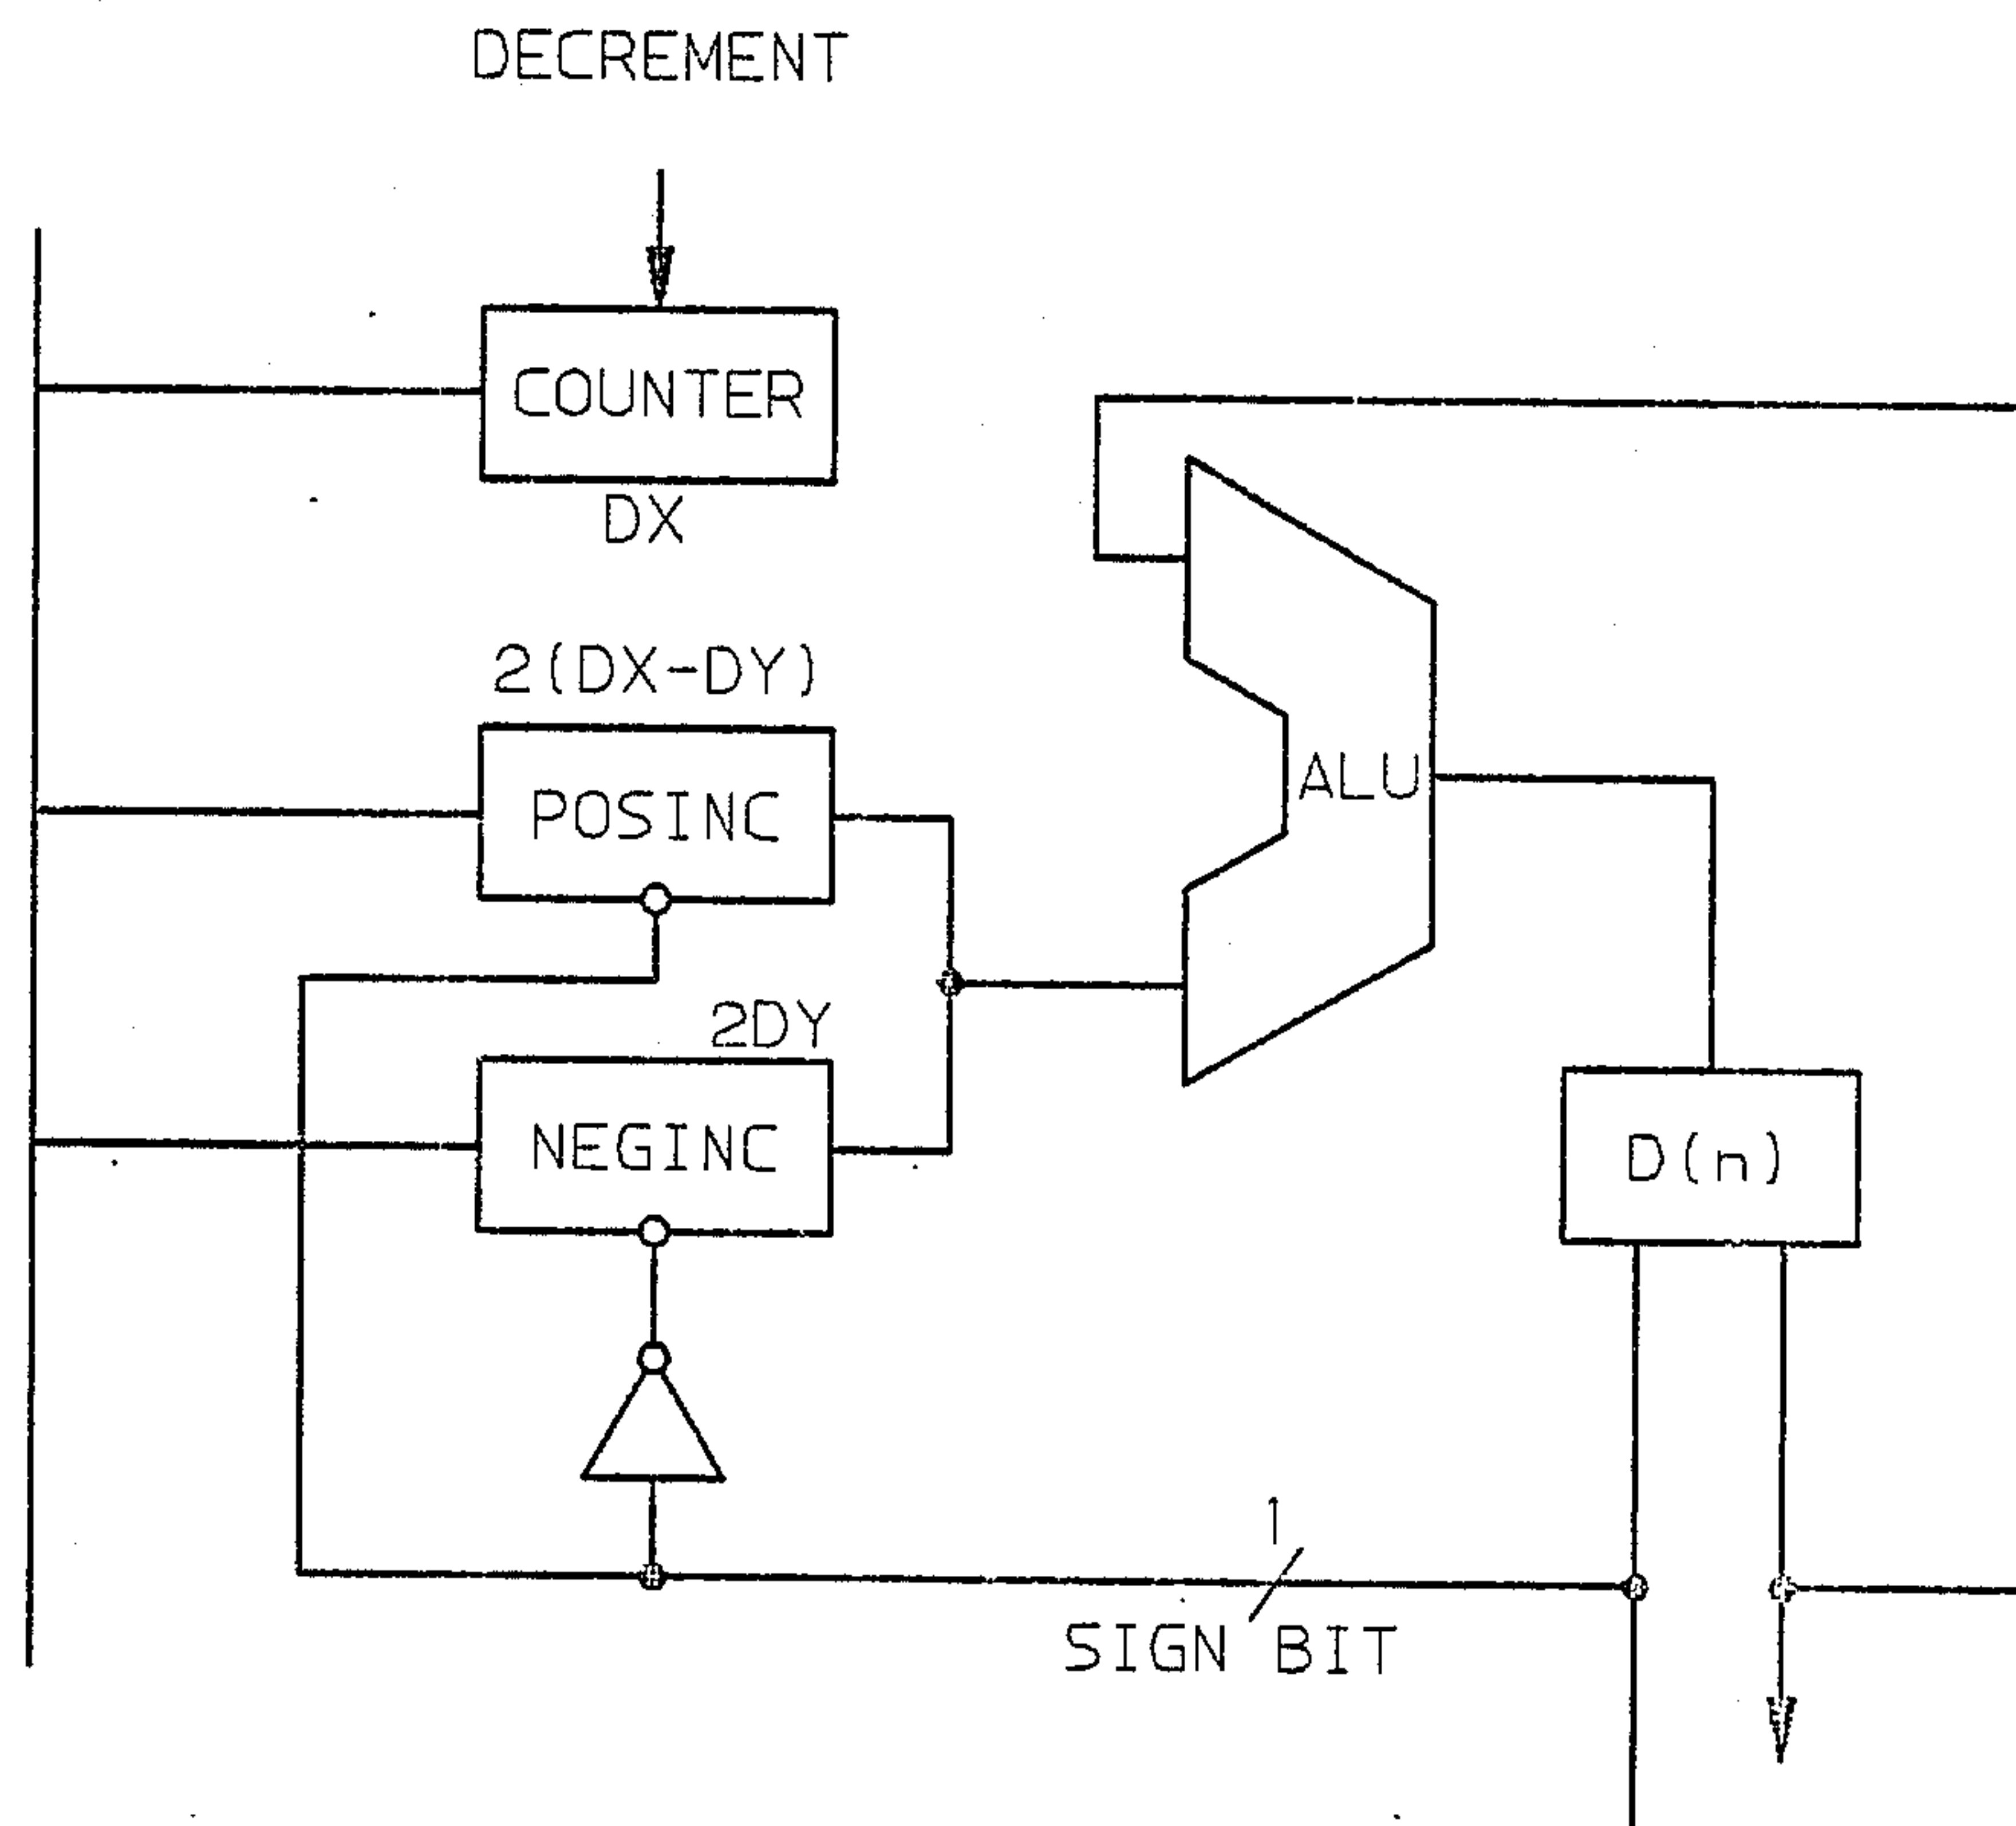 DECREMENT
COUNTER
DX
2(DX-DY)
POSINC
ALU
2DY
NEGINC
D(n)
1
SIGN BIT